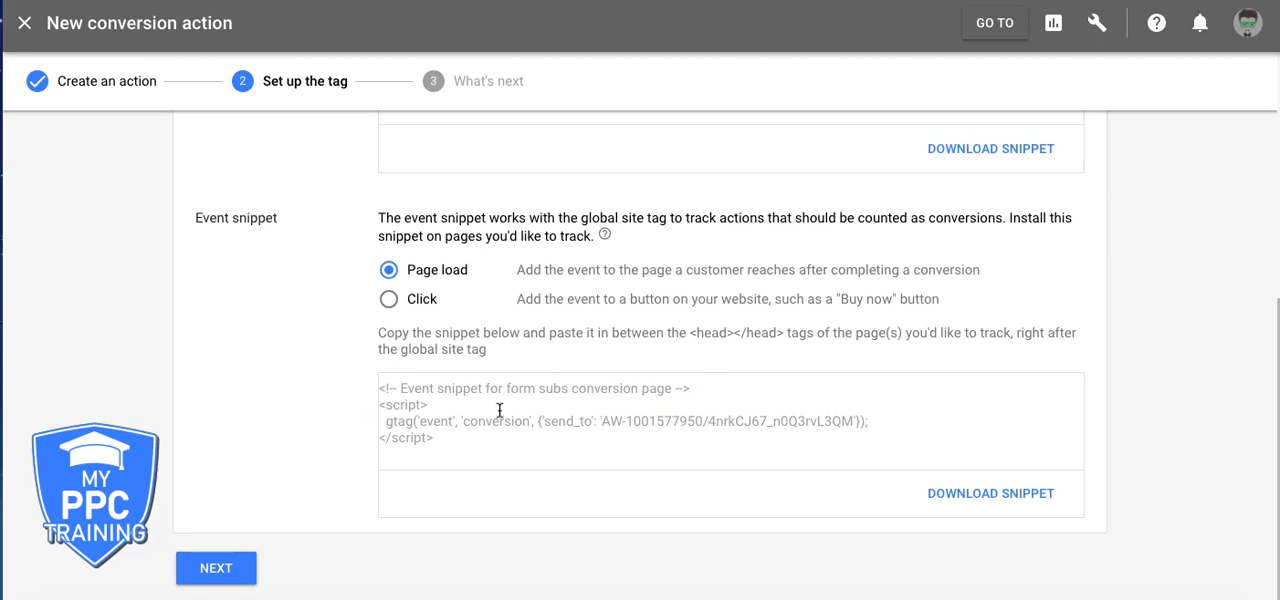 New conversion action
GO TO
Create an action
2 Set up the tag
3 What's next
DOWNLOAD SNIPPET
Event snippet
The event snippet works with the global site tag to track actions that should be counted as conversions. Install this
snippet on pages you'd like to track.
Page load
Add the event to the page a customer reaches after completing a conversion
Click
Add the event to a button on your website, such as a "Buy now" button
Copy the snippet below and paste it in between the <head></head> tags of the page(s) you'd like to track, right after
the global site tag
<!-- Event snippet for form subs conversion page -->
<script>
gtag('event', 'conversion', {'send_to': 'AW-1001577950/4nrkCJ67_n0Q3rvL3QM'});
</script>
DOWNLOAD SNIPPET
MY
PPC
TRAINING
NEXT